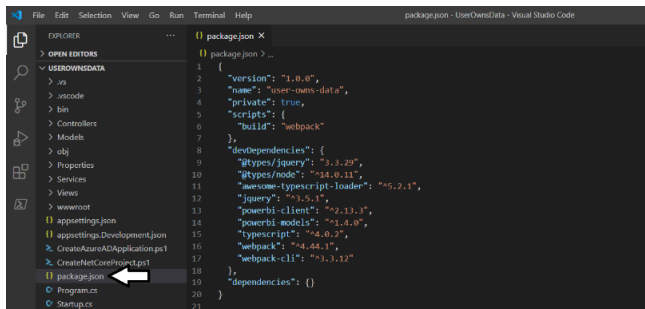 File Edit Selection View Go Run Terminal Help package.json - UserOwnsData - Visual Studio Code
EXPLORER ··· {} package.json ×
> OPEN EDITORS {} package.json > ...
USEROWNSDATA
> .vs
> .vscode
> bin
> Controllers
> Models
> obj
> Properties
> Services
> Views
> wwwroot
{} appsettings.json
{} appsettings.Development.json
CreateAzureADApplication.ps1
CreateNetCoreProject.ps1
{} package.json
Program.cs
Startup.cs
1 {
2 "version": "1.0.0",
3 "name": "user-owns-data",
4 "private": true,
5 "scripts": {
6 "build": "webpack"
7 },
8 "devDependencies": {
9 "@types/jquery": "3.3.29",
10 "@types/node": "^14.0.11",
11 "awesome-typescript-loader": "^5.2.1",
12 "jquery": "^3.5.1",
13 "powerbi-client": "^2.13.3",
14 "powerbi-models": "^1.4.0",
15 "typescript": "^4.0.2",
16 "webpack": "^4.44.1",
17 "webpack-cli": "^3.3.12"
18 },
19 "dependencies": {}
20 }
21